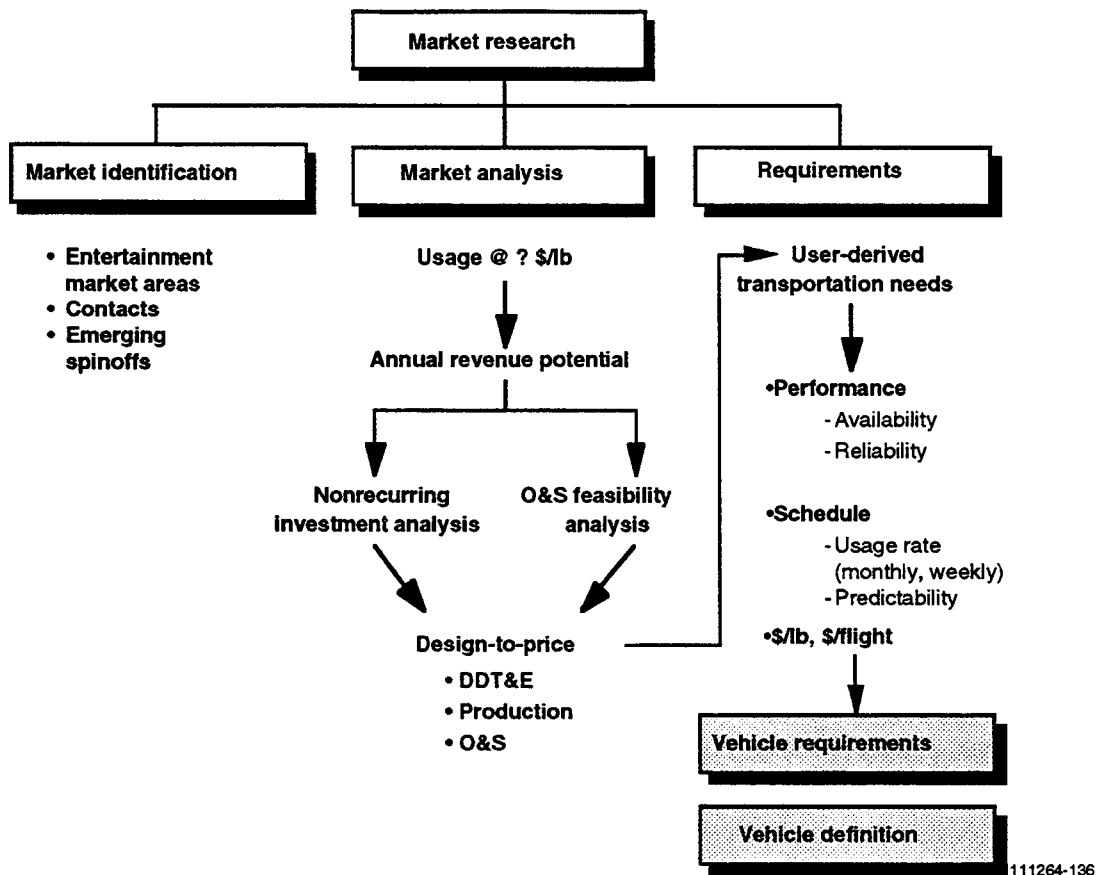 Market research
Market identification
Market analysis
Requirements
• Entertainment
market areas
• Contacts
• Emerging
spinoffs
Usage @ ? $/lb
Annual revenue potential
Nonrecurring
investment analysis
O&S feasibility
analysis
Design-to-price
• DDT&E
• Production
• O&S
User-derived
transportation needs
•Performance
- Availability
- Reliability
•Schedule
- Usage rate
(monthly, weekly)
- Predictability
•$/lb, $/flight
Vehicle requirements
Vehicle definition
111264-136